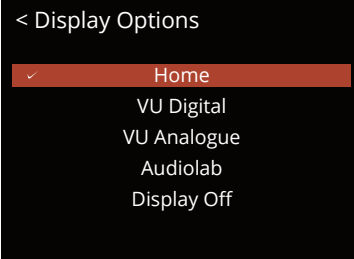 < Display Options
✓ Home
VU Digital
VU Analogue
Audiolab
Display Off